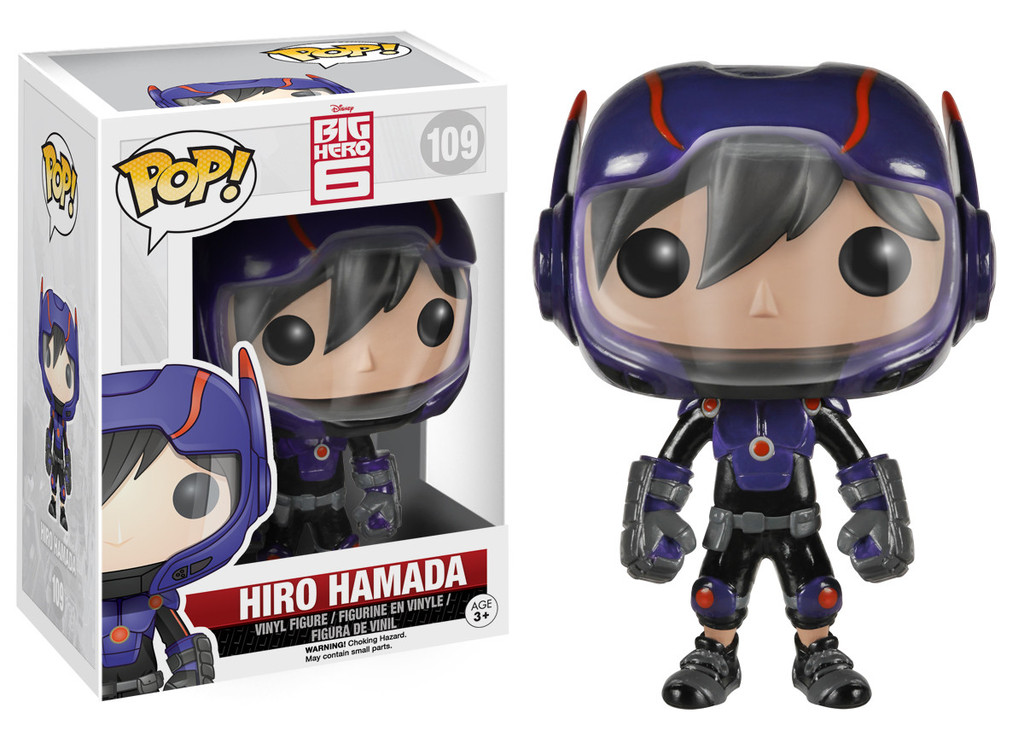 POP!
POP!
Disney
BIG
HERO
6
109
POP!
HIRO HAMADA
109
HIRO HAMADA
VINYL FIGURE / FIGURINE EN VINYLE /
FIGURA DE VINIL
AGE
3+
WARNING! Choking Hazard.
May contain small parts.